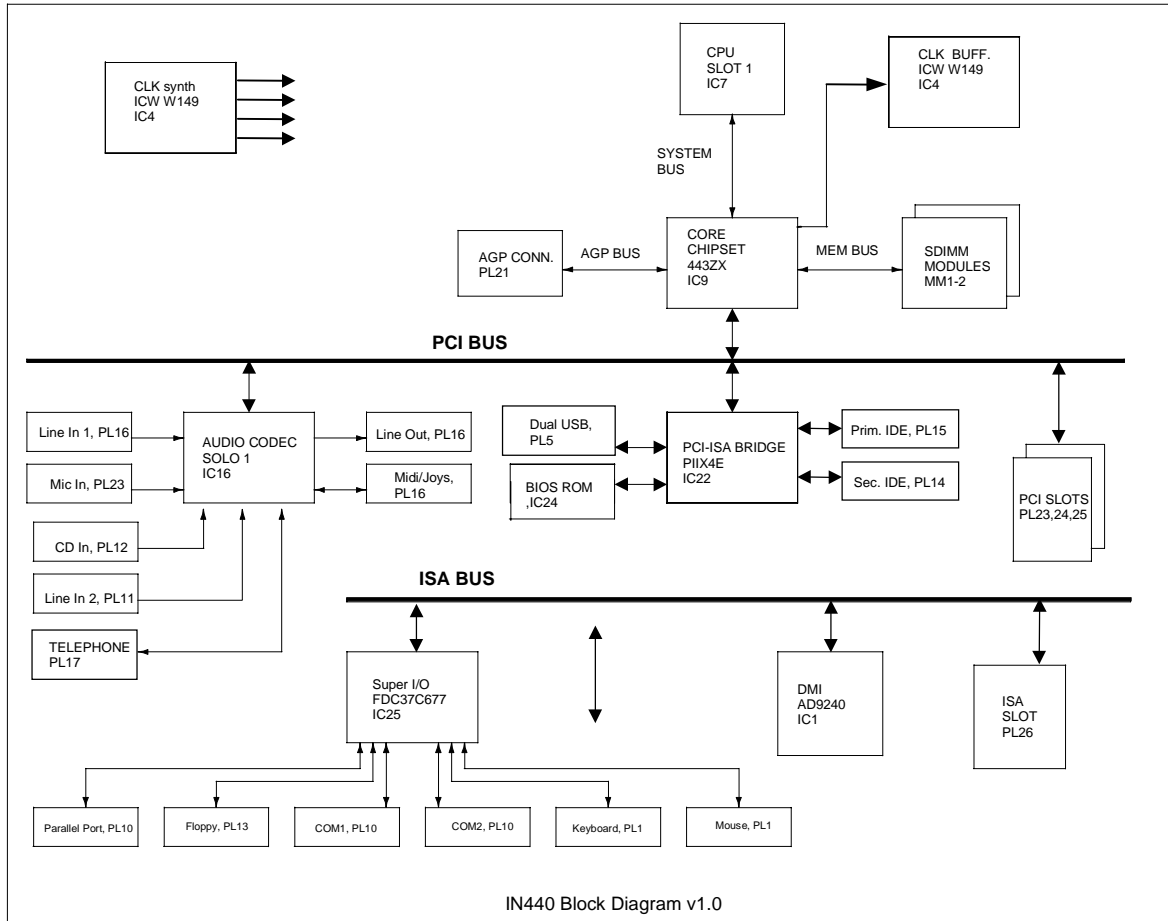 CLK synth
ICW W149
IC4
CPU
SLOT 1
IC7
CLK BUFF.
ICW W149
IC4
SYSTEM
BUS
AGP CONN.
PL21
AGP BUS
CORE
CHIPSET
443ZX
IC9
MEM BUS
SDIMM
MODULES
MM1-2
PCI BUS
Line In 1, PL16
Mic In, PL23
CD In, PL12
Line In 2, PL11
TELEPHONE
PL17
AUDIO CODEC
SOLO 1
IC16
Line Out, PL16
Midi/Joys,
PL16
Dual USB,
PL5
BIOS ROM
,IC24
PCI-ISA BRIDGE
PIIX4E
IC22
Prim. IDE, PL15
Sec. IDE, PL14
PCI SLOTS
PL23,24,25
ISA BUS
Super I/O
FDC37C677
IC25
DMI
AD9240
IC1
ISA
SLOT
PL26
Parallel Port, PL10
Floppy, PL13
COM1, PL10
COM2, PL10
Keyboard, PL1
Mouse, PL1
IN440 Block Diagram v1.0